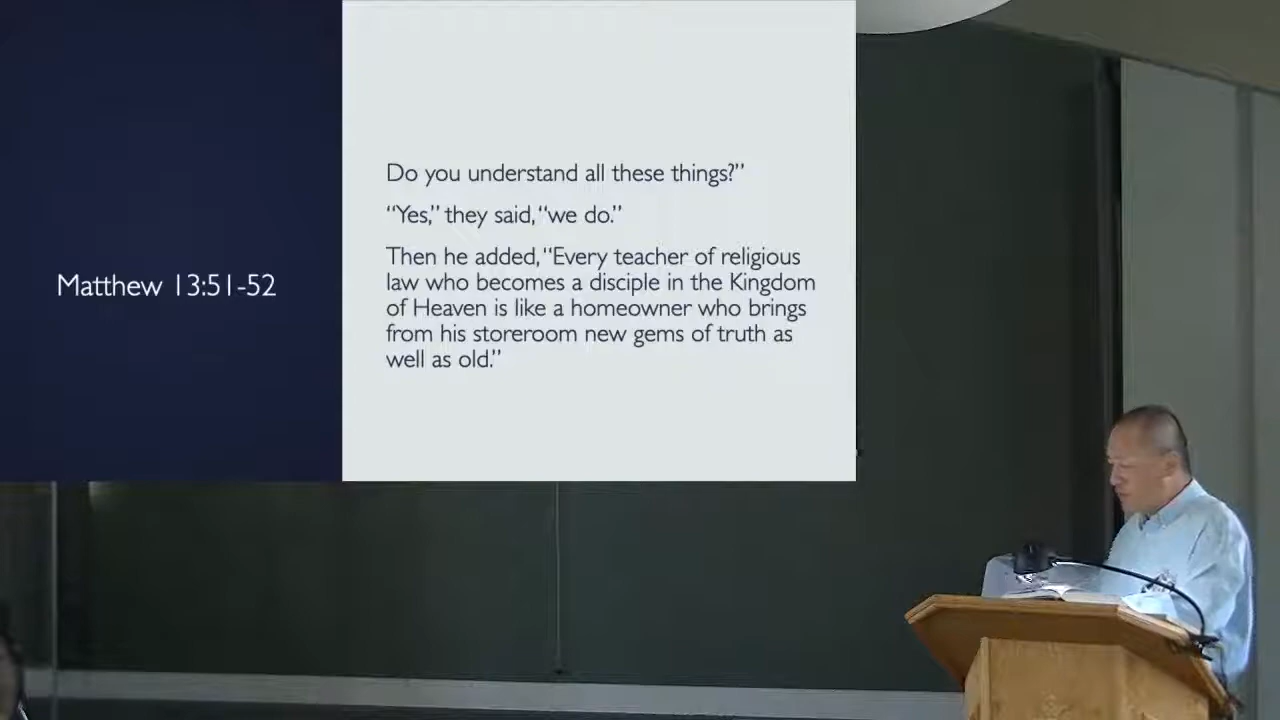 Matthew 13:51-52
Do you understand all these things?”
“Yes,” they said, “we do.”
Then he added, “Every teacher of religious
law who becomes a disciple in the Kingdom
of Heaven is like a homeowner who brings
from his storeroom new gems of truth as
well as old.”